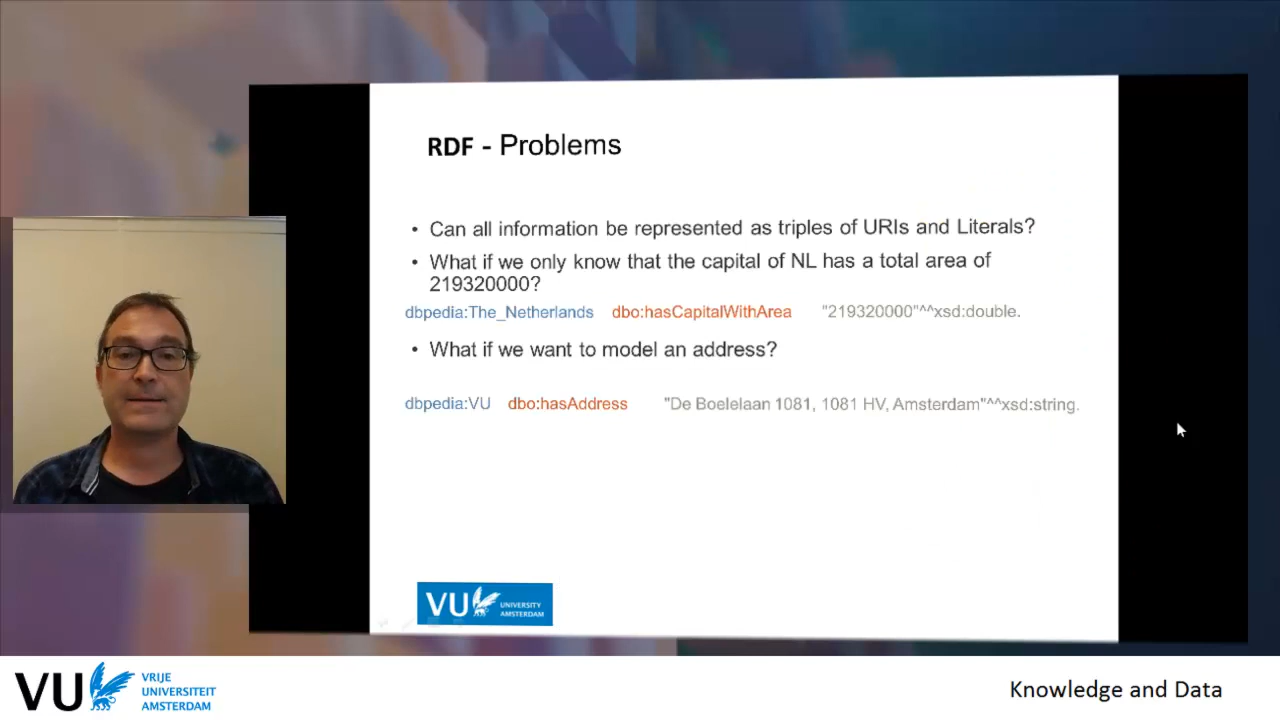 RDF - Problems
• Can all information be represented as triples of URIs and Literals?
• What if we only know that the capital of NL has a total area of
219320000?
dbpedia:The_Netherlands dbo:hasCapitalWithArea "219320000"^^xsd:double.
• What if we want to model an address?
dbpedia:VU dbo:hasAddress "De Boelelaan 1081, 1081 HV, Amsterdam"^^xsd:string.
VU UNIVERSITY
AMSTERDAM
VU VRIJE
UNIVERSITEIT
AMSTERDAM
Knowledge and Data